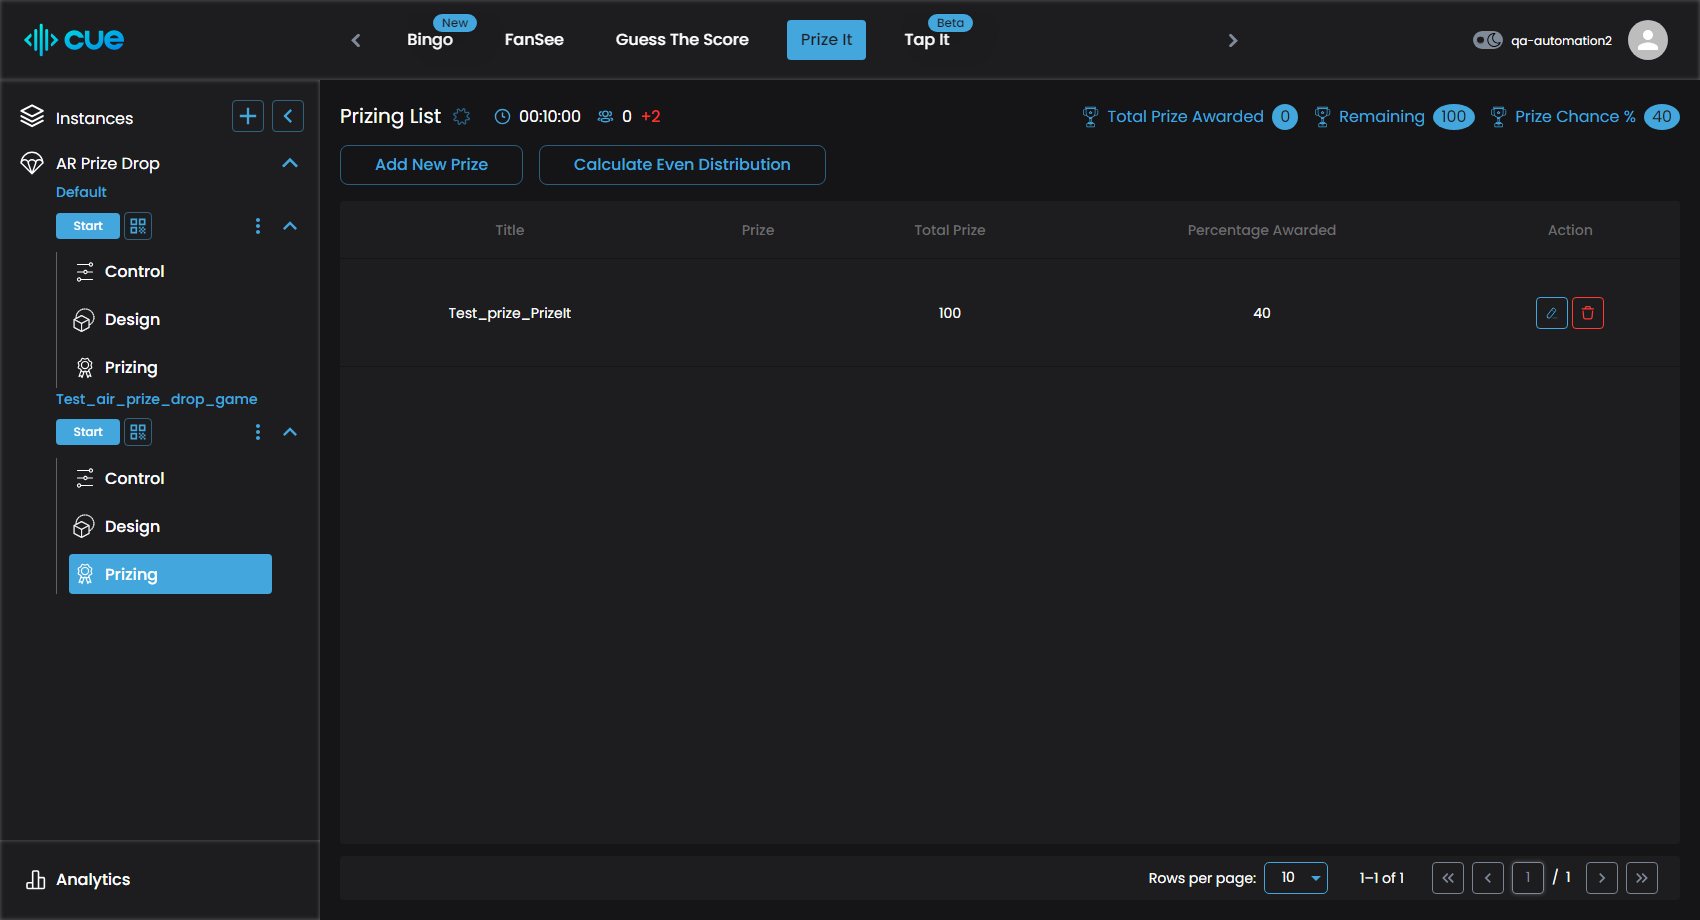 cue
Bingo
New
FanSee
Guess The Score
Prize It
Tap It
Beta
qa-automation2
Instances
AR Prize Drop
Default
Start
Control
Design
Prizing
Test_air_prize_drop_game
Start
Control
Design
Prizing
Analytics
Prizing List 00:10:00 0 +2
Total Prize Awarded 0 Remaining 100 Prize Chance % 40
Add New Prize Calculate Even Distribution
Title Prize Total Prize Percentage Awarded Action
Test_prize_PrizeIt 100 40
Rows per page: 10 1-1 of 1 1 / 1